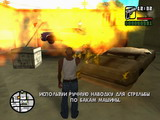 ИСПОЛЬЗУЙ РУЧНУЮ НАВОДКУ ДЛЯ СТРЕЛЬБЫ
ПО БАКАМ МАШИНЫ.